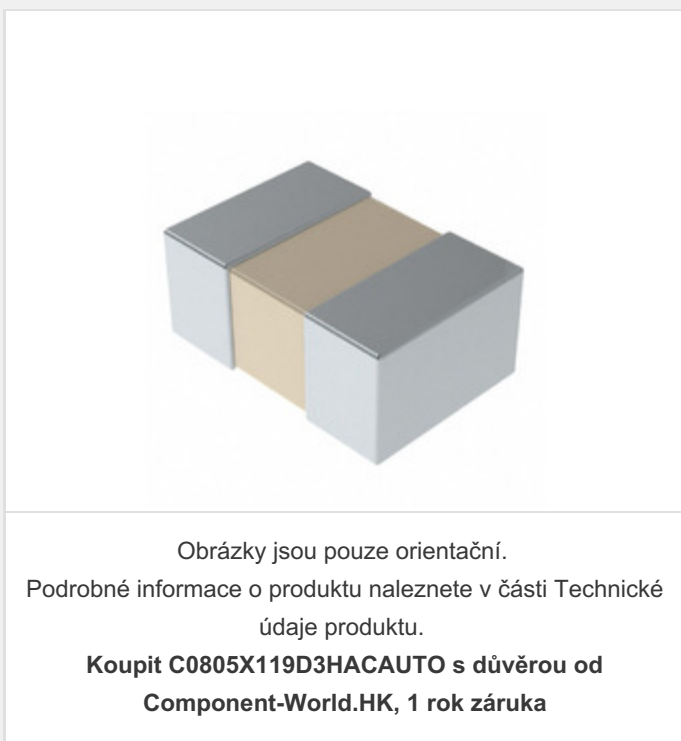 Obrázky jsou pouze orientační.
Podrobné informace o produktu naleznete v části Technické
údaje produktu.
Koupit C0805X119D3HACAUTO s důvěrou od
Component-World.HK, 1 rok záruka